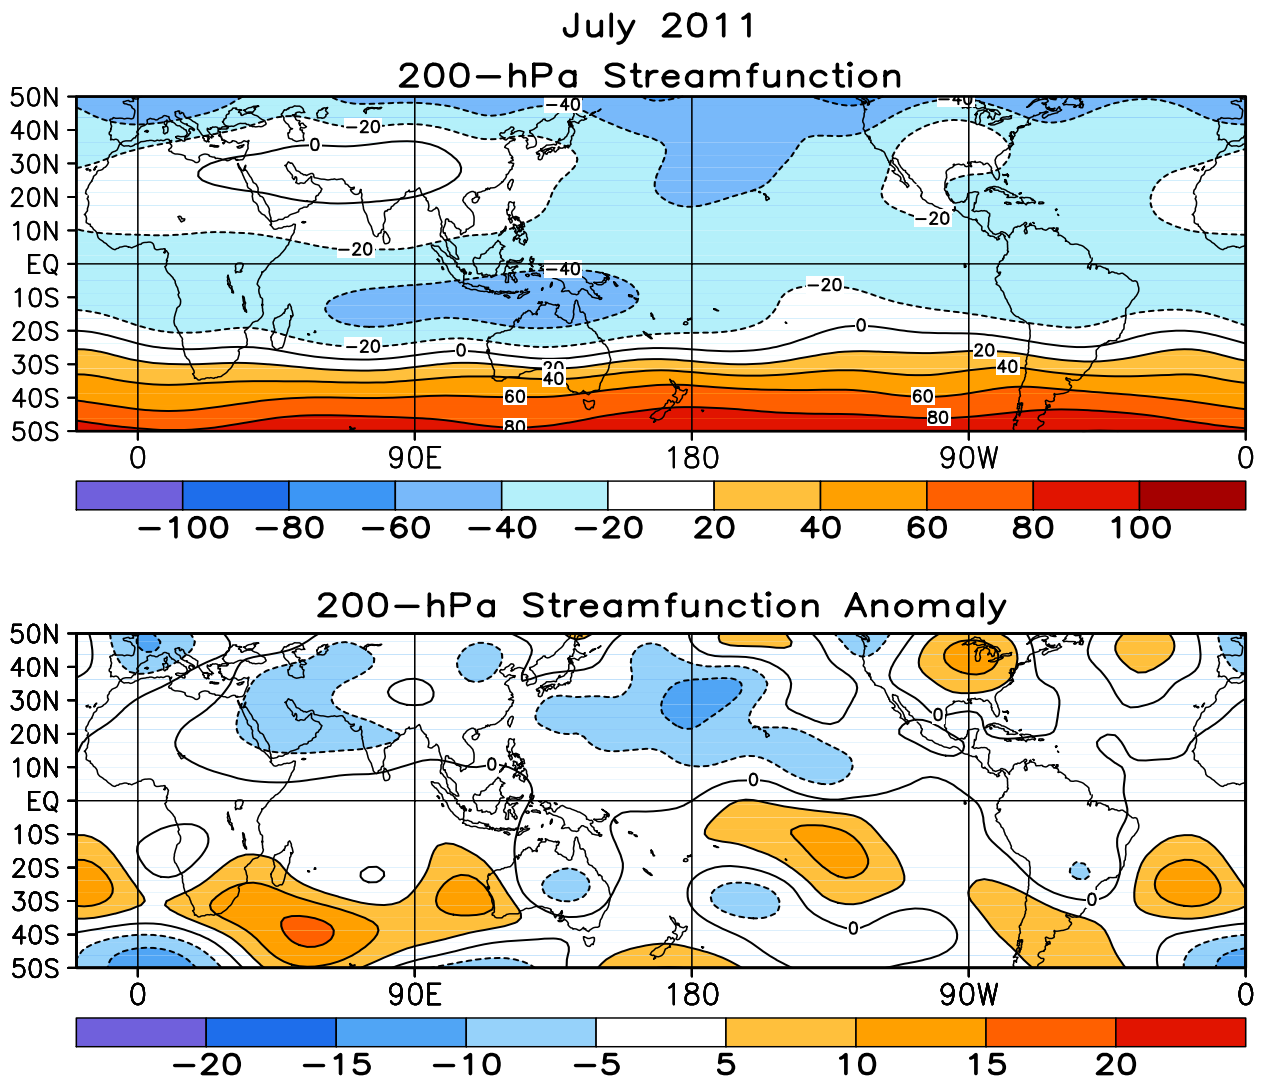 July 2011
200-hPa Streamfunction
50N
40N
30N
20N
10N
EQ
10S
20S
30S
40S
50S
-40
-40
-20
0
-20
-20
-40
-20
-20
0
0
20
20
40
40
60
60
80
80
0 90E 180 90W 0
-100 -80 -60 -40 -20 20 40 60 80 100
200-hPa Streamfunction Anomaly
50N
40N
30N
20N
10N
EQ
10S
20S
30S
40S
50S
0
0
0
0
0
0 90E 180 90W 0
-20 -15 -10 -5 5 10 15 20